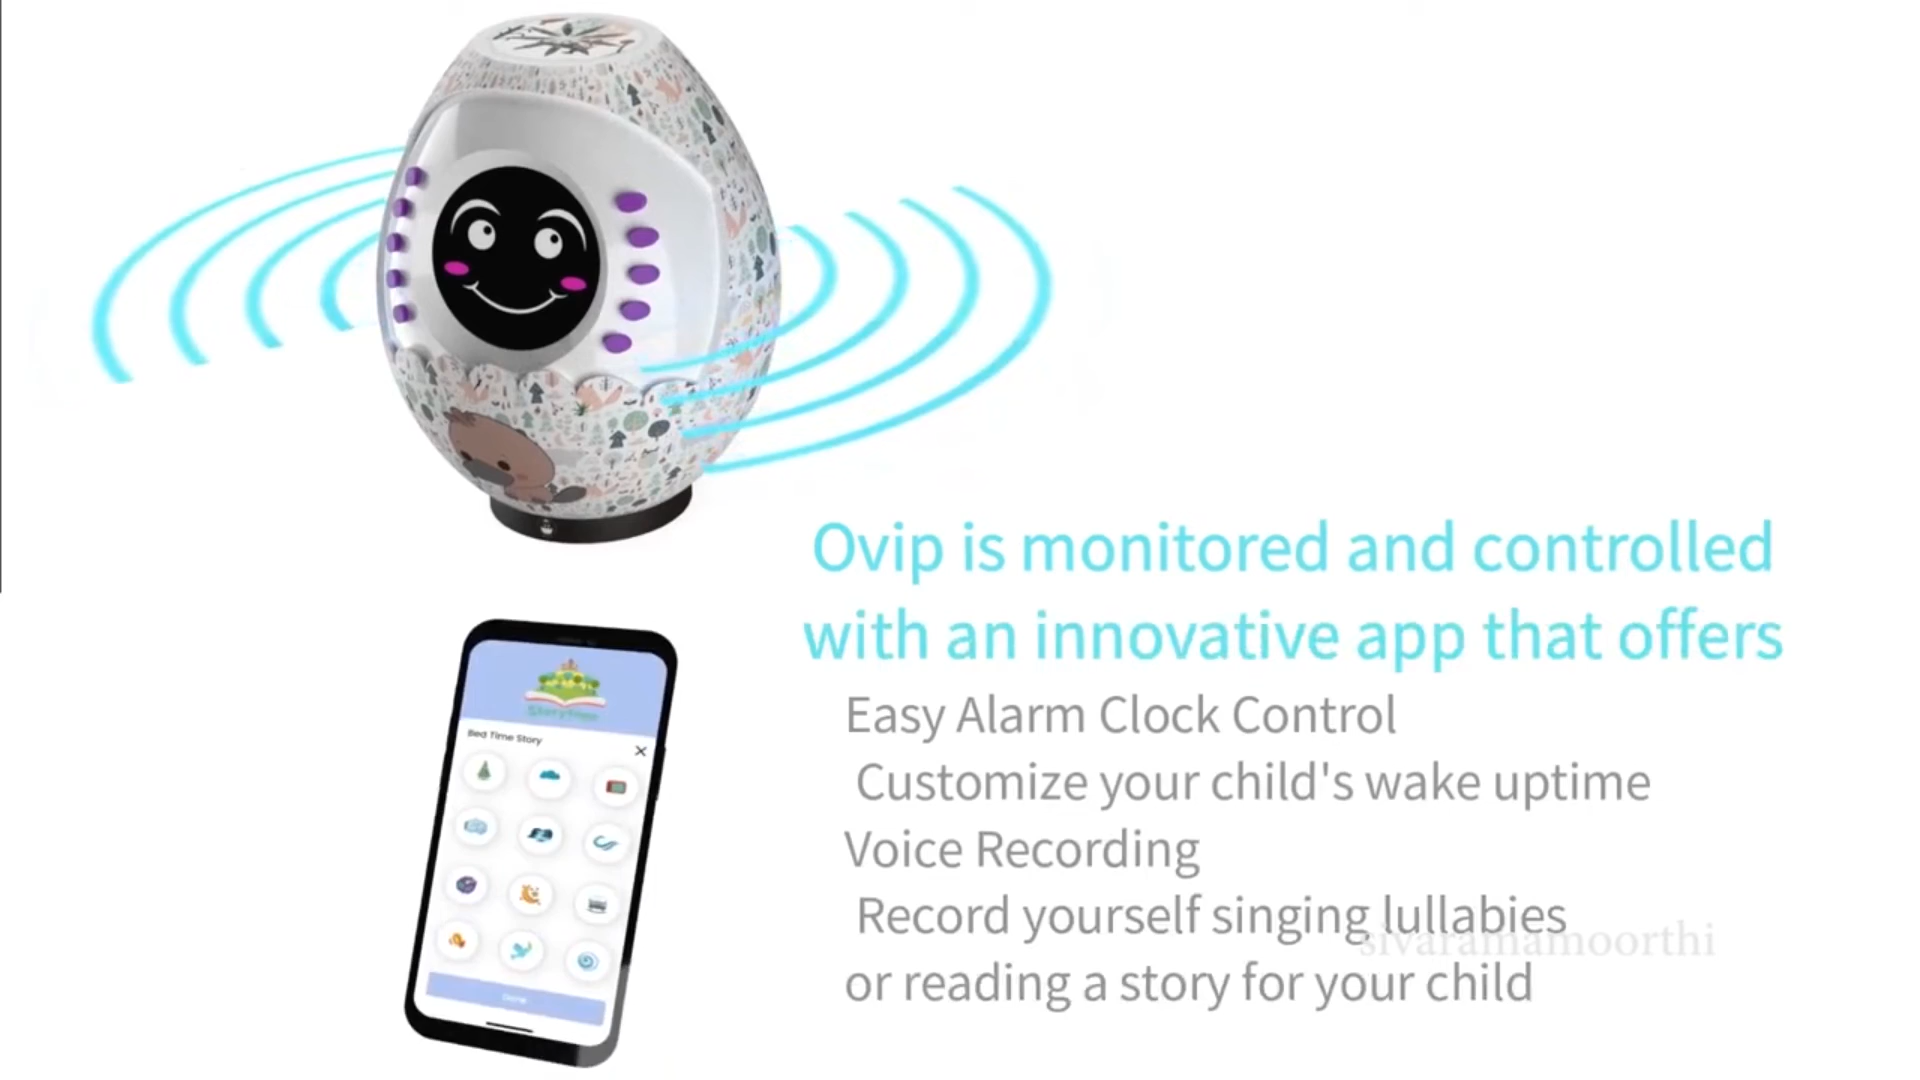 Ovip is monitored and controlled
with an innovative app that offers
Easy Alarm Clock Control
Customize your child's wake uptime
Voice Recording
Record yourself singing lullabies
or reading a story for your child
sivaramamoorthi
Bed Time Story
Done